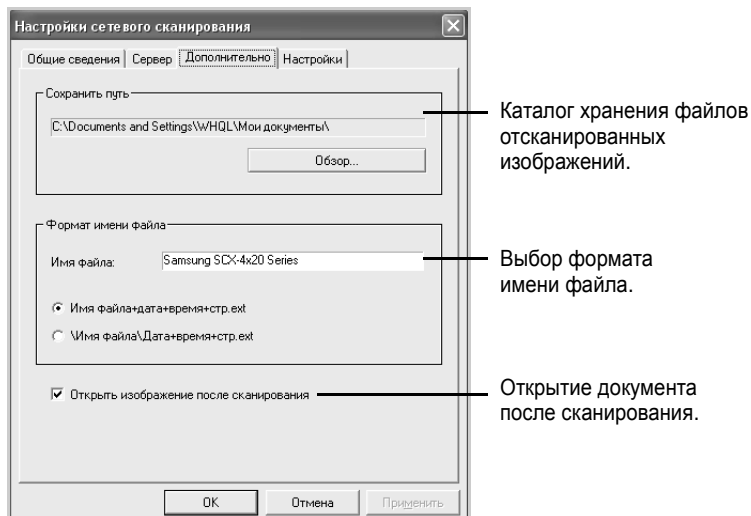 Настройки сетевого сканирования
Общие сведения
Сервер
Дополнительно
Настройки
Сохранить путь
C:\Documents and Settings\WHQL\Мои документы\
Обзор...
Каталог хранения файлов
отсканированных
изображений.
Формат имени файла
Имя файла:
Samsung SCX-4x20 Series
Имя файла+дата+время+стр.ext
\Имя файла\Дата+время+стр.ext
Выбор формата
имени файла.
Открыть изображение после сканирования
Открытие документа
после сканирования.
OK
Отмена
Применить